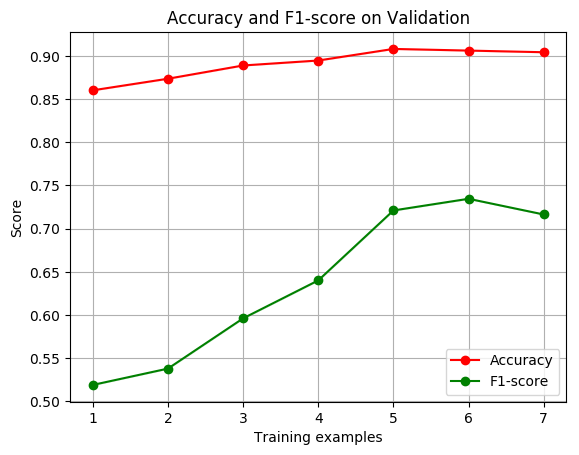 Accuracy and F1-score on Validation
0.90
0.85
0.80
0.75
0.70
0.65
0.60
0.55
0.50
Score
1 2 3 4 5 6 7
Training examples
Accuracy
F1-score